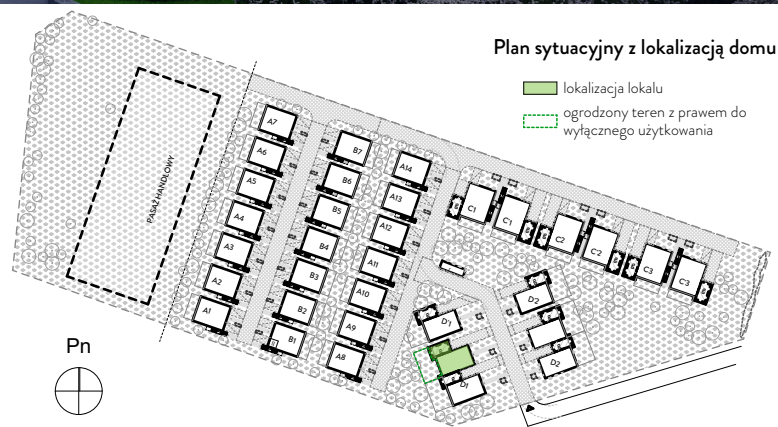 Plan sytuacyjny z lokalizacją domu
lokalizacja lokalu
ogrodzony teren z prawem do
wyłącznego użytkowania
PASAŻ HANDLOWY
A7
A6
A5
A4
A3
A2
A1
B7
B6
B5
B4
B3
B2
B1
A14
A13
A12
A11
A10
A9
A8
C1
C1
C2
C2
C3
C3
D2
D1
D2
D1
Pn